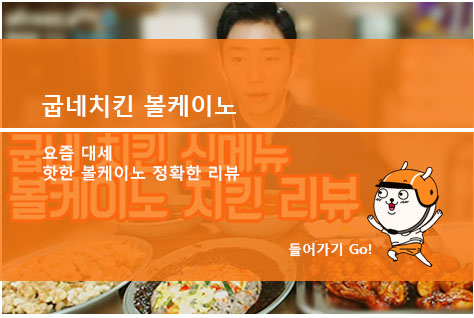 굽네치킨 볼케이노
요즘 대세
핫한 볼케이노 정확한 리뷰
굽네 치킨 신메뉴
볼케이노 치킨 리뷰
들어가기 Go!